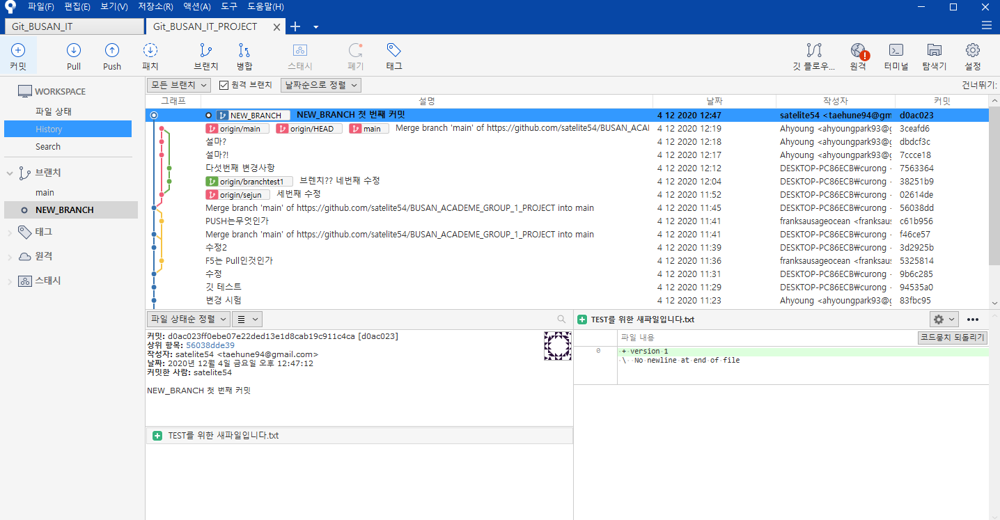 파일(F) 편집(E) 보기(V) 저장소(R) 액션(A) 도구 도움말(H)
Git_BUSAN_IT Git_BUSAN_IT_PROJECT
커밋 Pull Push 패치 브랜치 병합 스태시 폐기 태그 깃 플로우... 원격 터미널 탐색기 설정
WORKSPACE
파일 상태
History
Search
브랜치
main
NEW_BRANCH
태그
원격
스태시
모든 브랜치 원격 브랜치 날짜순으로 정렬 건너뛰기:
그래프 설명 날짜 작성자 커밋
NEW_BRANCH NEW_BRANCH 첫 번째 커밋 4 12 2020 12:47 satelite54 <taehune94@gm d0ac023
origin/main origin/HEAD main Merge branch 'main' of https://github.com/satelite54/BUSAN_ACAI 4 12 2020 12:19 Ahyoung <ahyoungpark93@g 3ceafd6
설마? 4 12 2020 12:18 Ahyoung <ahyoungpark93@g dbdcf3c
설마?! 4 12 2020 12:17 Ahyoung <ahyoungpark93@g 7ccce18
다섯번째 변경사항 4 12 2020 12:12 DESKTOP-PC86ECB₩curong 7563364
origin/branchtest1 브렌치?? 네번째 수정 4 12 2020 12:04 DESKTOP-PC86ECB₩curong 38251b9
origin/sejun 세번째 수정 4 12 2020 11:52 DESKTOP-PC86ECB₩curong 02614de
Merge branch 'main' of https://github.com/satelite54/BUSAN_ACADEME_GROUP_1_PROJECT into main 4 12 2020 11:45 DESKTOP-PC86ECB₩curong 56038dd
PUSH는무엇인가 4 12 2020 11:41 franksausageocean <franksaus c61b956
Merge branch 'main' of https://github.com/satelite54/BUSAN_ACADEME_GROUP_1_PROJECT into main 4 12 2020 11:41 DESKTOP-PC86ECB₩curong f46ce57
수정2 4 12 2020 11:39 DESKTOP-PC86ECB₩curong 3d2925b
F5는 Pull인것인가 4 12 2020 11:36 franksausageocean <franksaus 5325814
수정 4 12 2020 11:31 DESKTOP-PC86ECB₩curong 9b6c285
깃 테스트 4 12 2020 11:29 DESKTOP-PC86ECB₩curong 94535a0
변경 시험 4 12 2020 11:23 Ahyoung <ahyoungpark93@g 83fbc95
파일 상태순 정렬
커밋: d0ac023ff0ebe07e22ded13e1d8cab19c911c4ca [d0ac023]
상위 항목: 56038dde39
작성자: satelite54 <taehune94@gmail.com>
날짜: 2020년 12월 4일 금요일 오후 12:47:12
커밋한 사람: satelite54
NEW_BRANCH 첫 번째 커밋
TEST를 위한 새파일입니다.txt
TEST를 위한 새파일입니다.txt
파일 내용 코드뭉치 되돌리기
0 + version 1
\ No newline at end of file